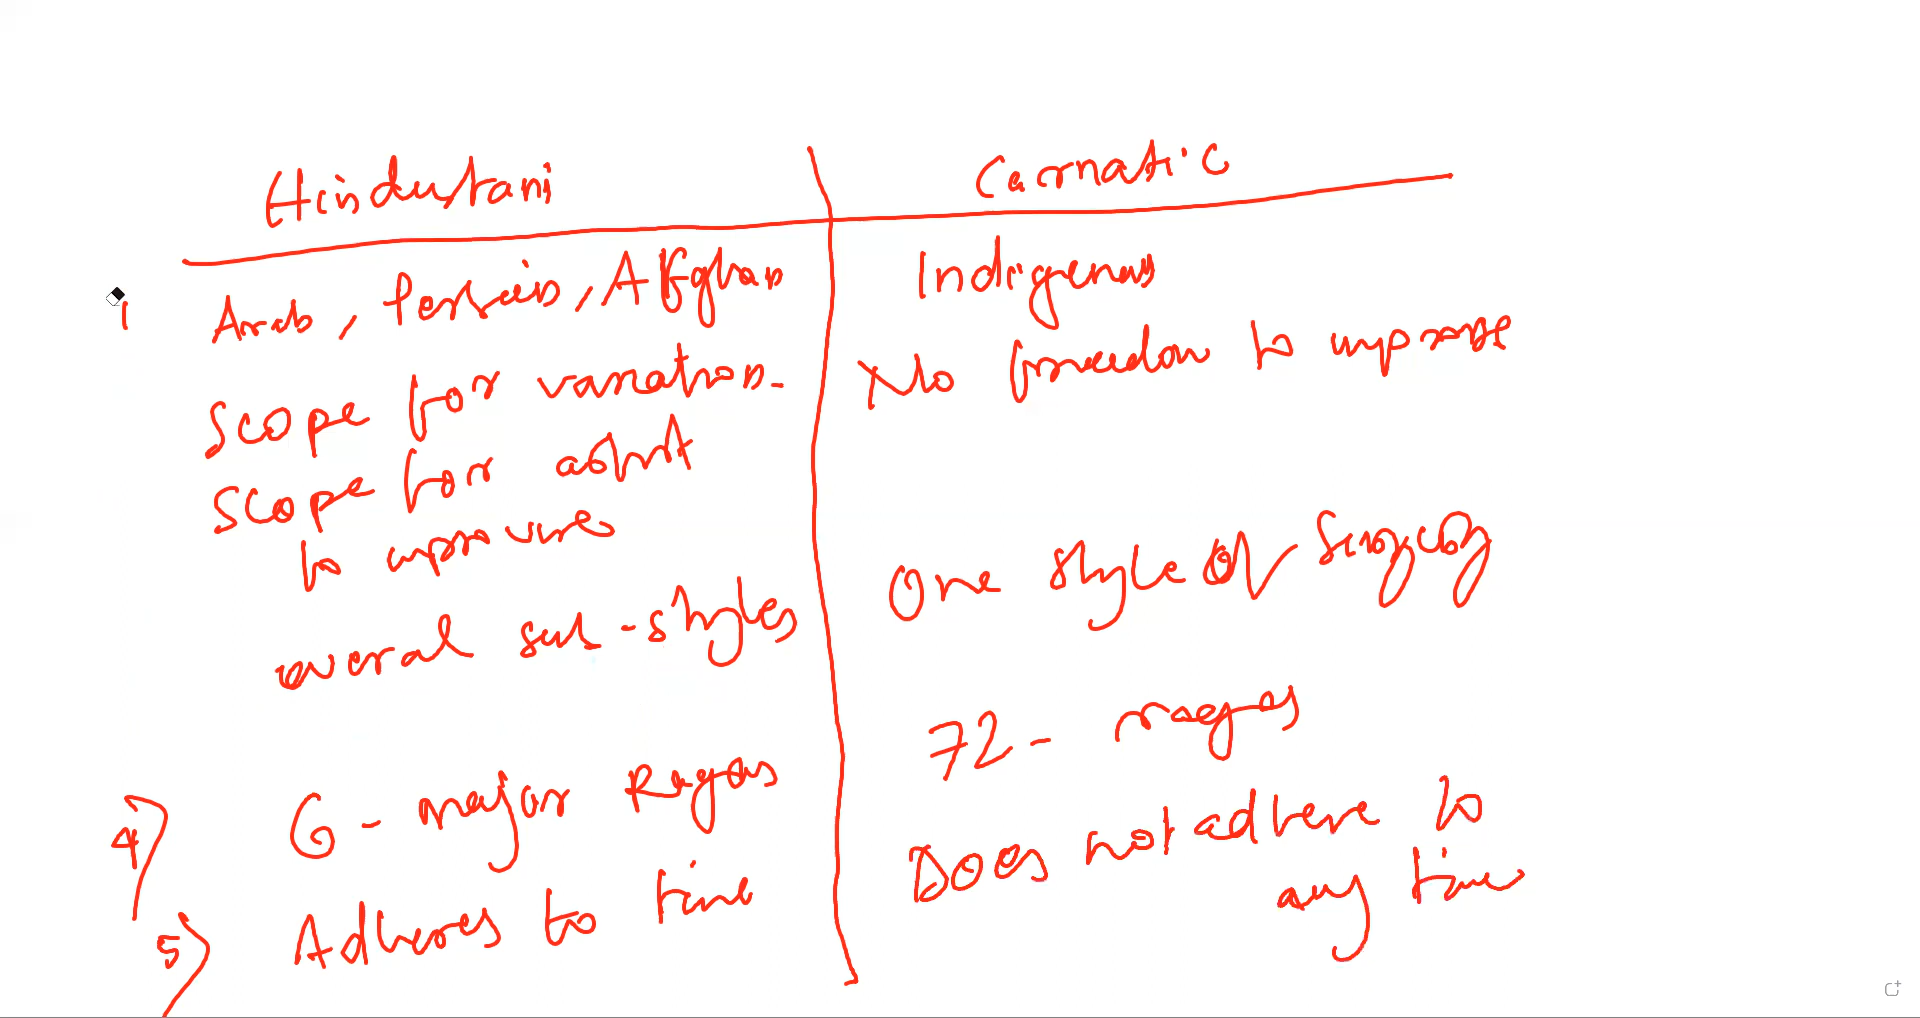 Hindustani
Carnatic
1 Arab, Persian, Afghan
Indigenous
Scope for variation.
No freedom to improvise
Scope for artist
to improvise
One style of singing
several sub-styles
72 - ragas
4) 6 - major Ragas
Does not adhere to
any time
5) Adheres to time